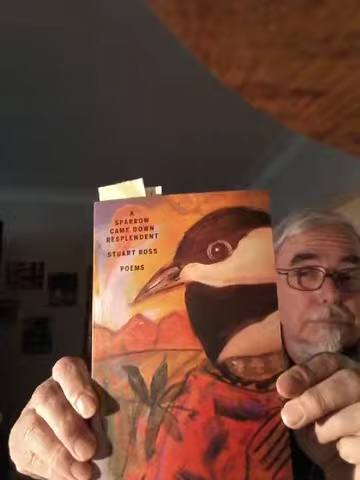 A
SPARROW
CAME DOWN
RESPLENDENT
STUART ROSS
POEMS